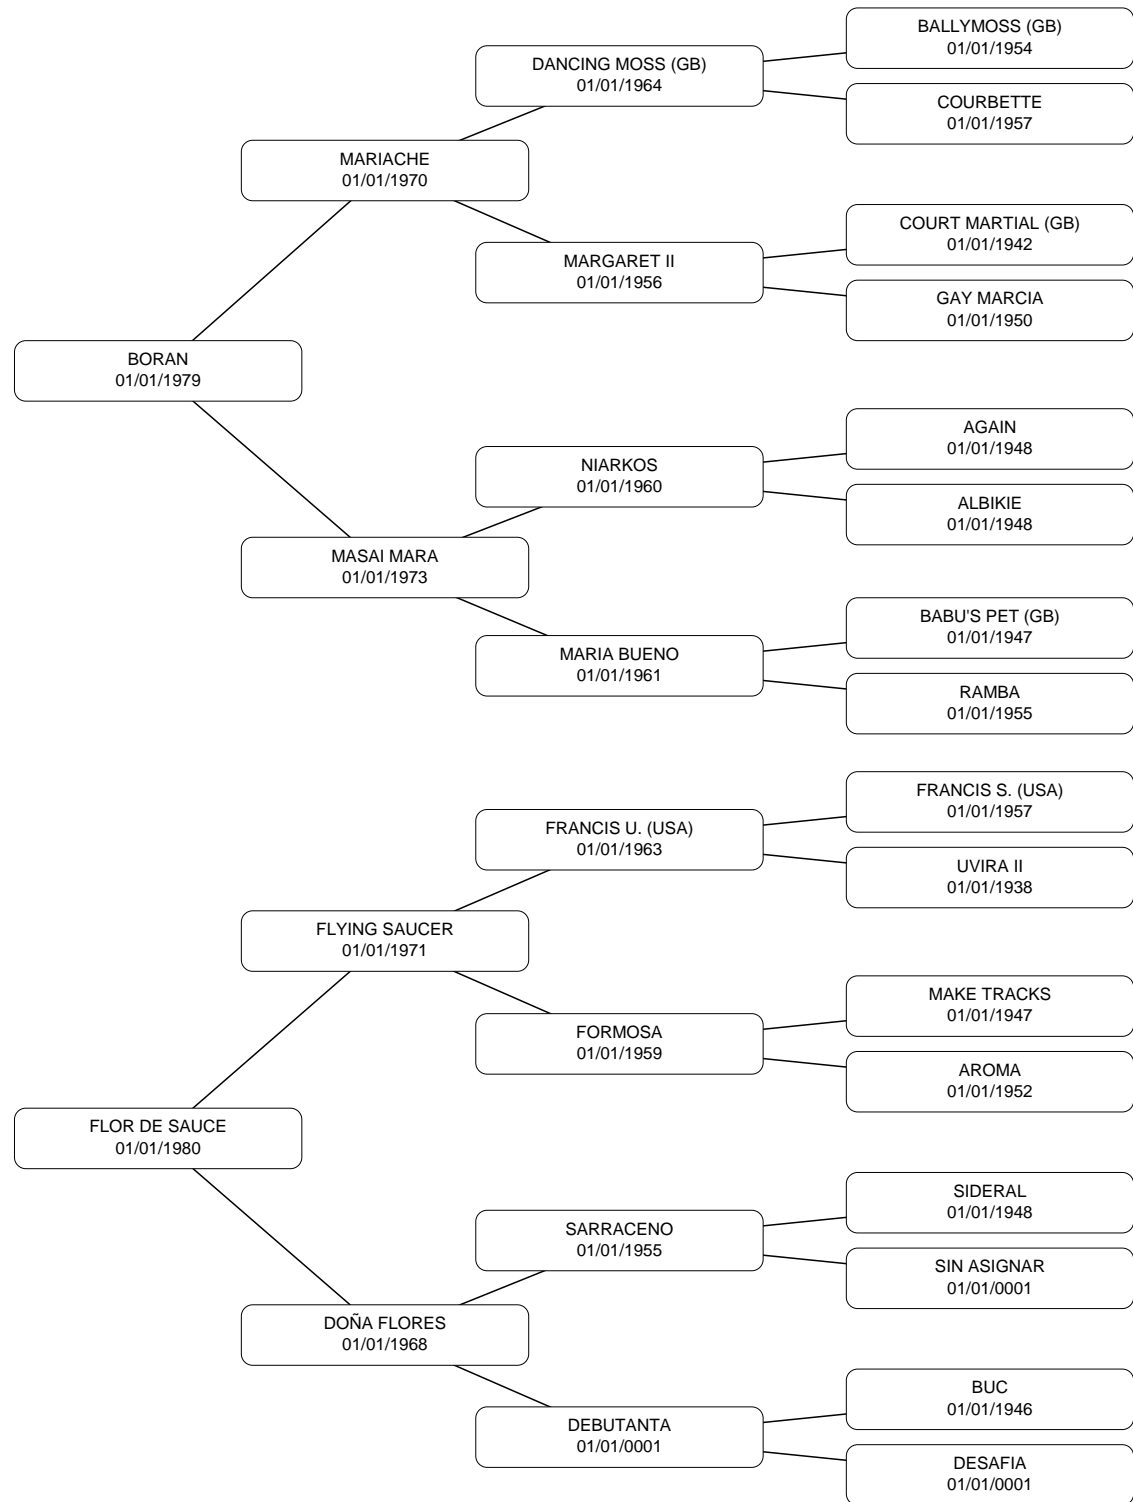 BALLYMOSS (GB)
01/01/1954
DANCING MOSS (GB)
01/01/1964
COURBETTE
01/01/1957
MARIACHE
01/01/1970
COURT MARTIAL (GB)
01/01/1942
MARGARET II
01/01/1956
GAY MARCIA
01/01/1950
BORAN
01/01/1979
AGAIN
01/01/1948
NIARKOS
01/01/1960
ALBIKIE
01/01/1948
MASAI MARA
01/01/1973
BABU'S PET (GB)
01/01/1947
MARIA BUENO
01/01/1961
RAMBA
01/01/1955
FRANCIS S. (USA)
01/01/1957
FRANCIS U. (USA)
01/01/1963
UVIRA II
01/01/1938
FLYING SAUCER
01/01/1971
MAKE TRACKS
01/01/1947
FORMOSA
01/01/1959
AROMA
01/01/1952
FLOR DE SAUCE
01/01/1980
SIDERAL
01/01/1948
SARRACENO
01/01/1955
SIN ASIGNAR
01/01/0001
DOÑA FLORES
01/01/1968
BUC
01/01/1946
DEBUTANTA
01/01/0001
DESAFIA
01/01/0001